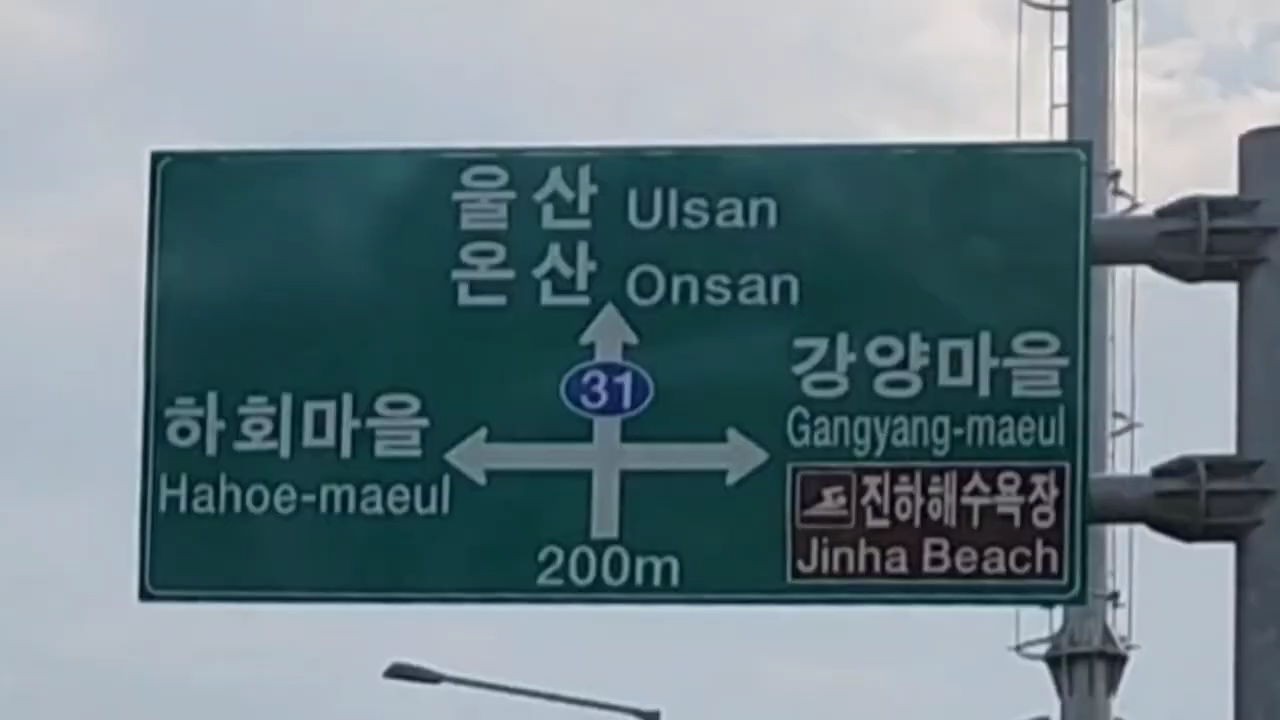 울산 Ulsan
온산 Onsan
31
하회마을
Hahoe-maeul
강양마을
Gangyang-maeul
진하해수욕장
Jinha Beach
200m